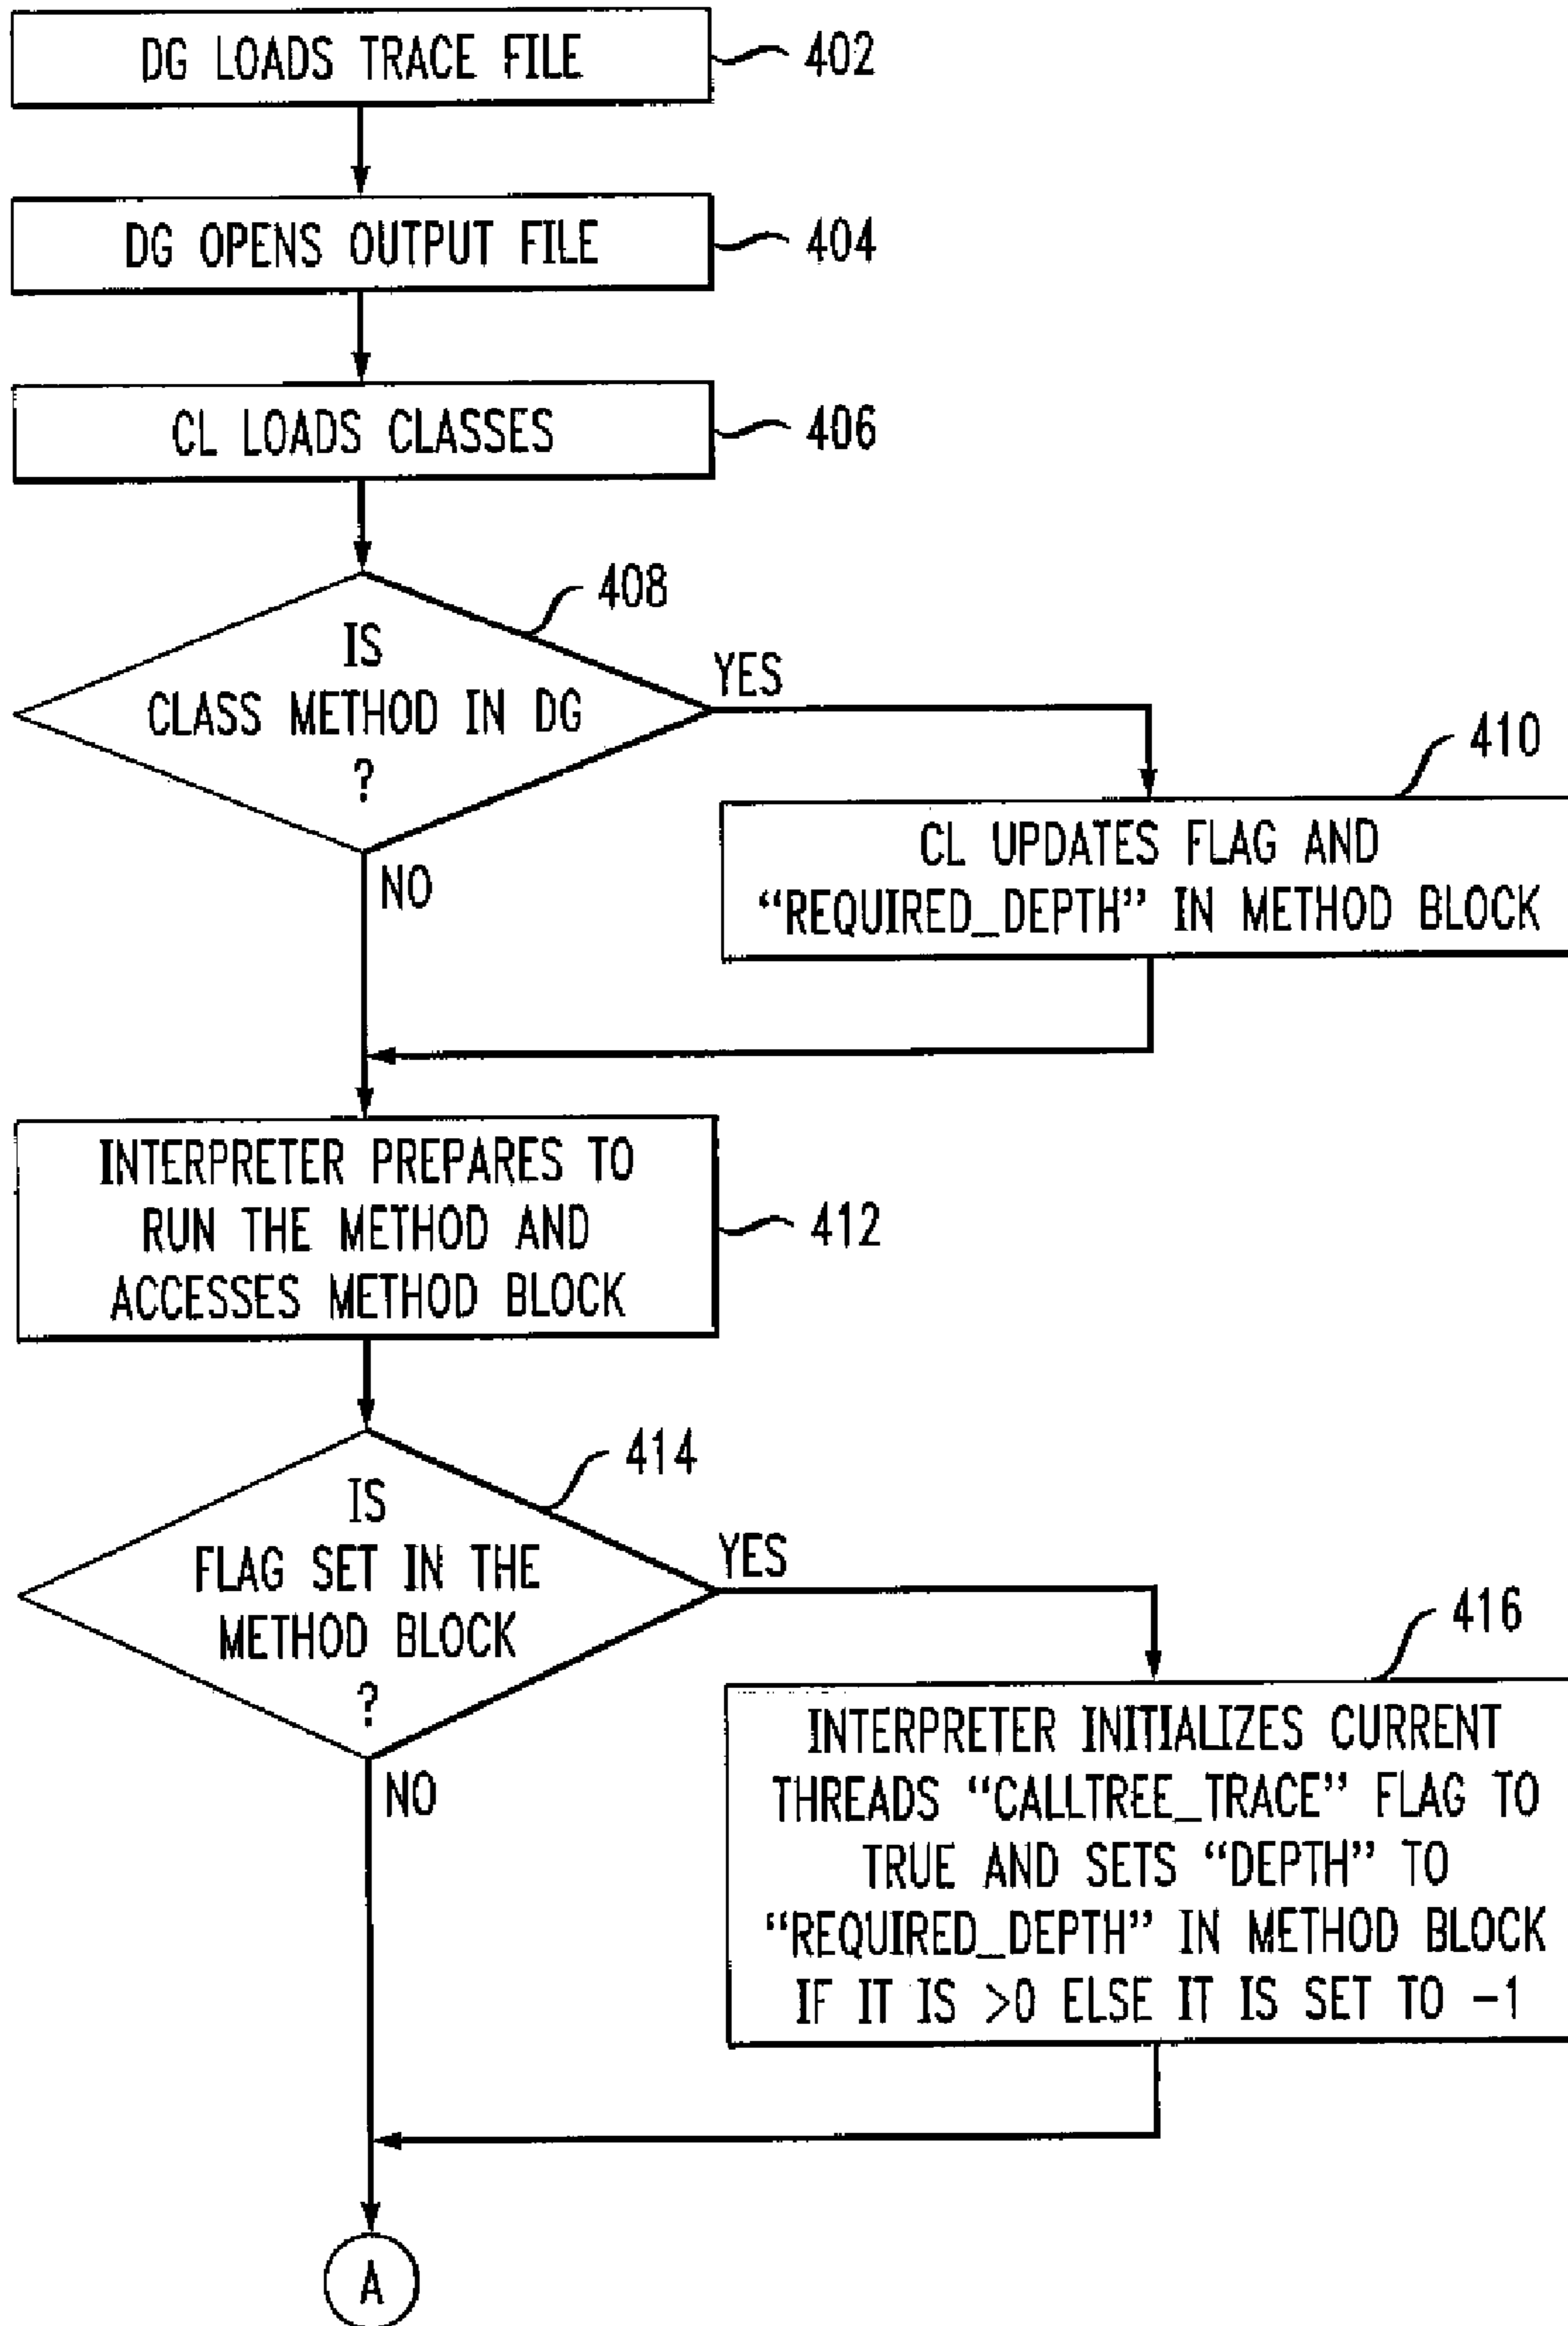 DG LOADS TRACE FILE
402
DG OPENS OUTPUT FILE
404
CL LOADS CLASSES
406
408
IS
CLASS METHOD IN DG
?
YES
NO
410
CL UPDATES FLAG AND
“REQUIRED_DEPTH” IN METHOD BLOCK
INTERPRETER PREPARES TO
RUN THE METHOD AND
ACCESSES METHOD BLOCK
412
414
IS
FLAG SET IN THE
METHOD BLOCK
?
YES
NO
416
INTERPRETER INITIALIZES CURRENT
THREADS “CALLTREE_TRACE” FLAG TO
TRUE AND SETS “DEPTH” TO
“REQUIRED_DEPTH” IN METHOD BLOCK
IF IT IS >0 ELSE IT IS SET TO -1
A